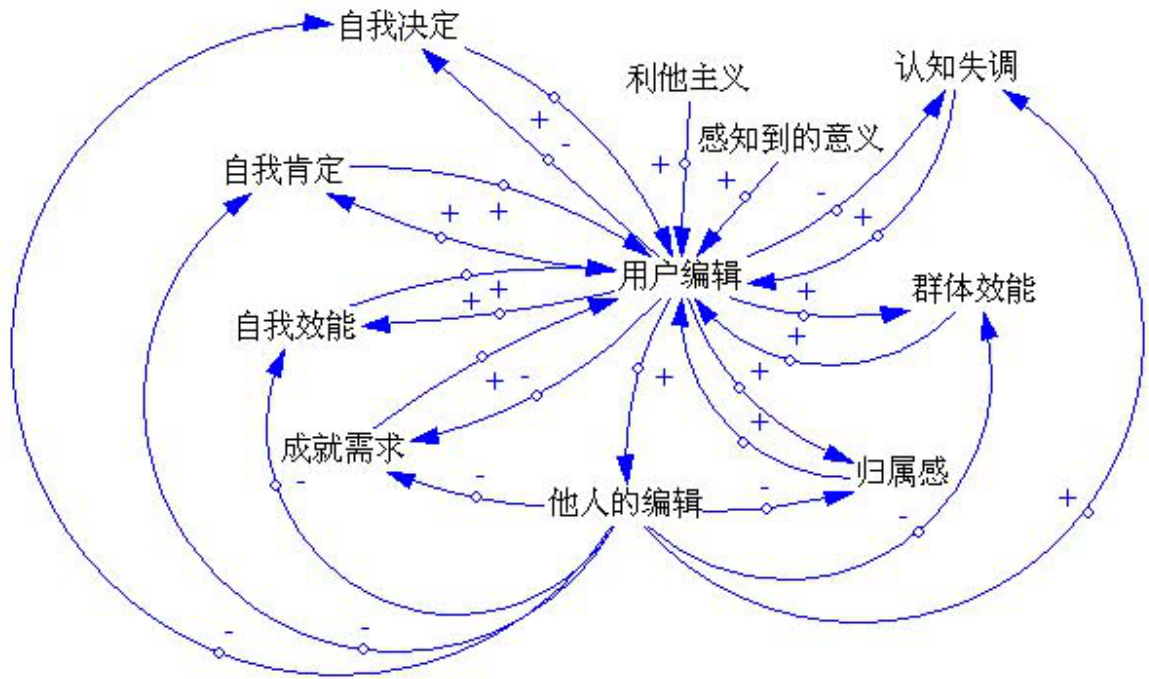 自我决定
利他主义
认知失调
感知到的意义
自我肯定
用户编辑
群体效能
自我效能
成就需求
归属感
他人的编辑
+
-
+
+
-
+
+
+
+
+
+
+
+
-
+
+
+
-
-
-
-
-
+
-
-